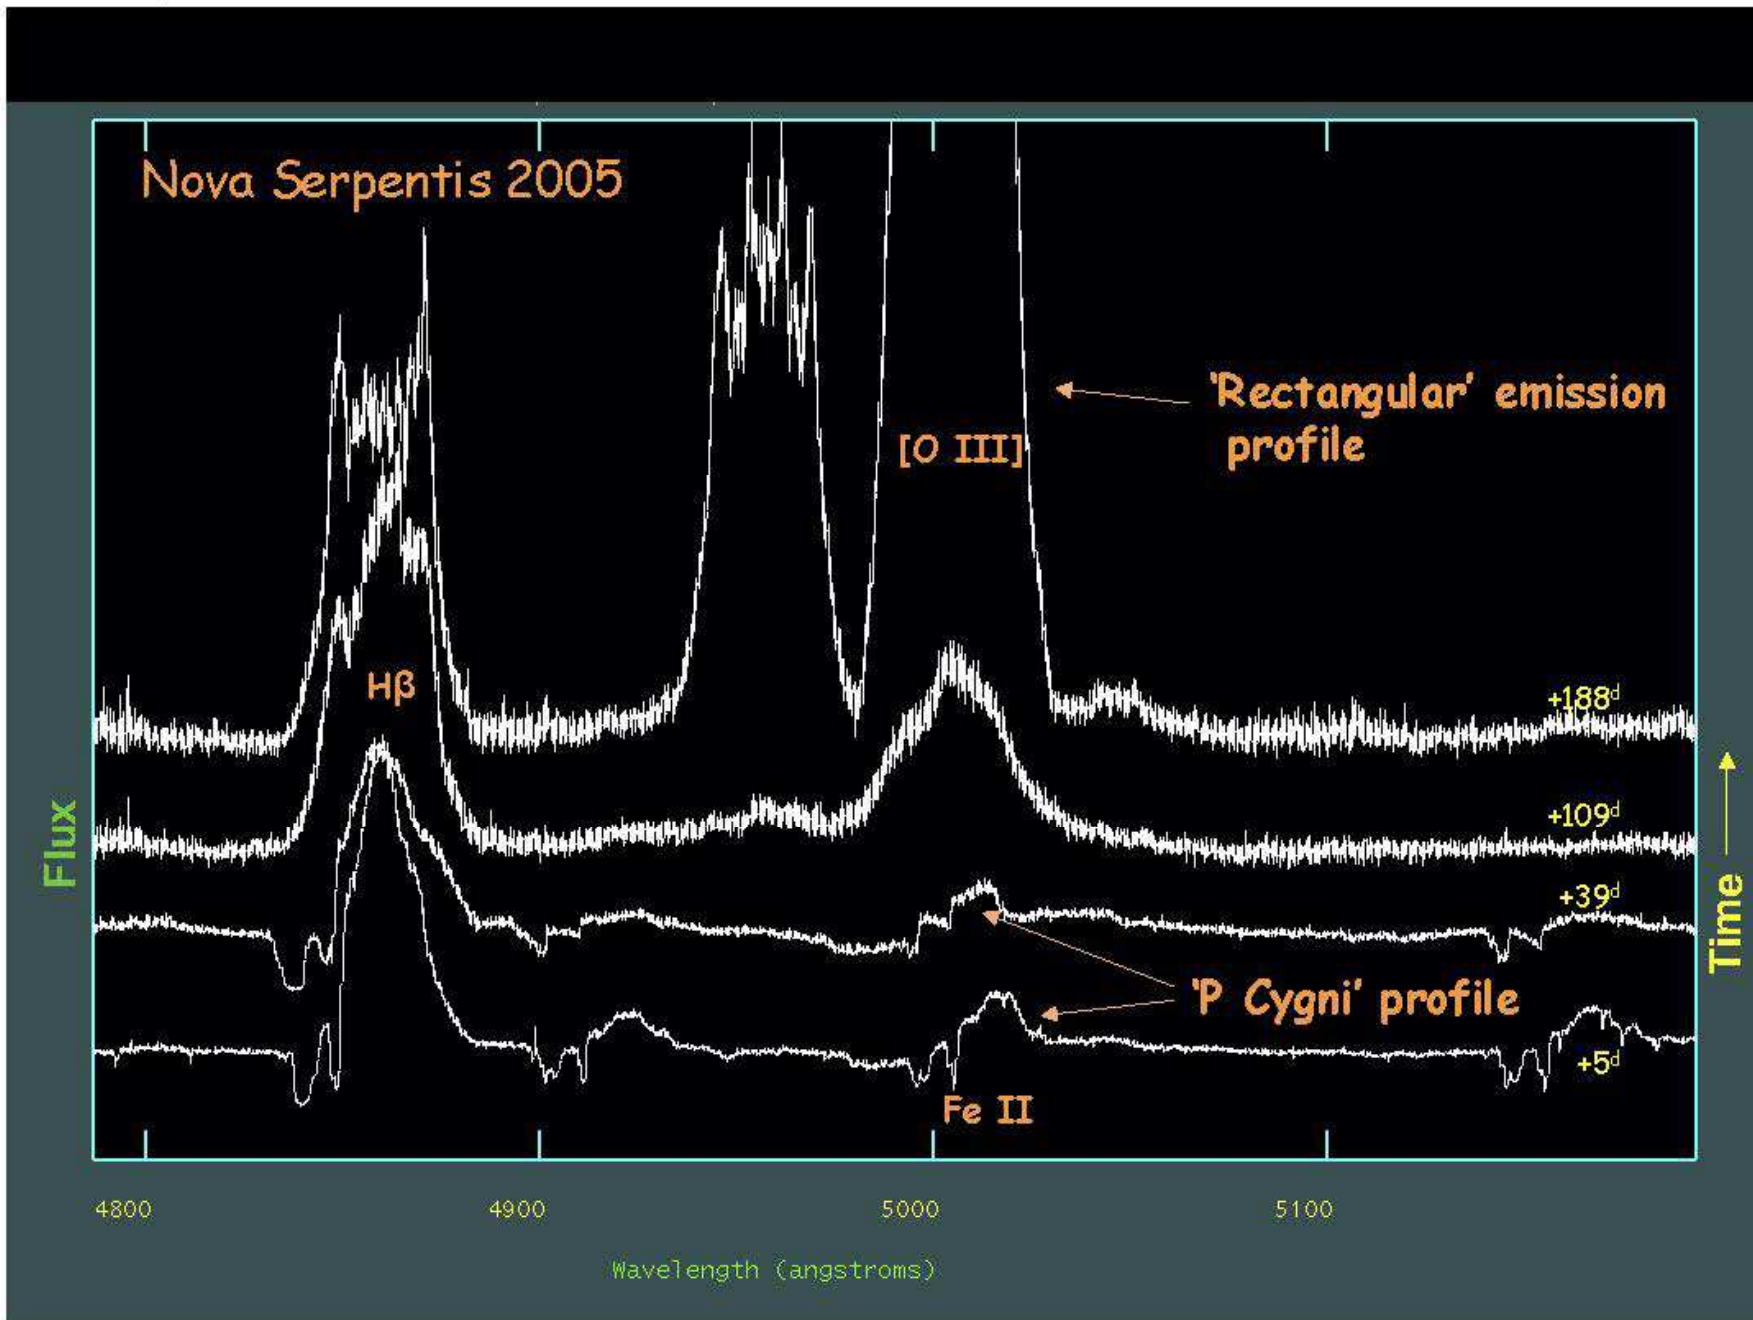 Nova Serpentis 2005
'Rectangular' emission
profile
[O III]
Hβ
+188d
+109d
+39d
'P Cygni' profile
+5d
Fe II
Flux
Time
4800
4900
5000
5100
Wavelength (angstroms)